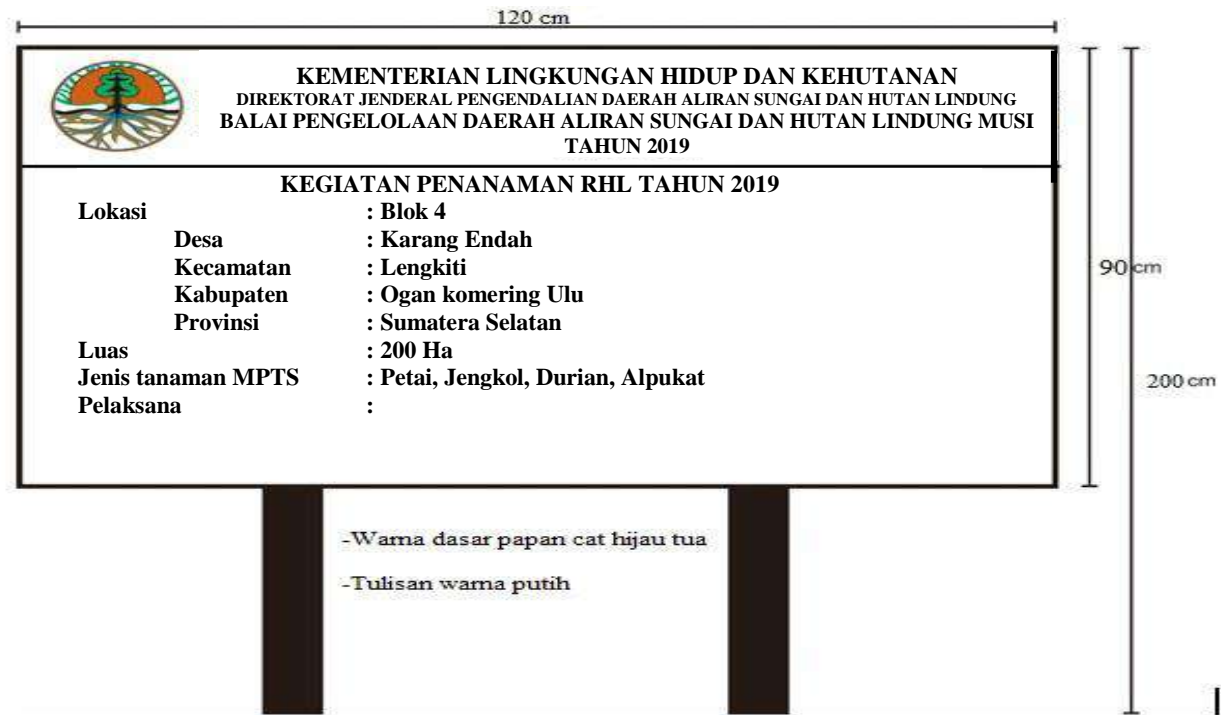 120 cm
KEMENTERIAN LINGKUNGAN HIDUP DAN KEHUTANAN
DIREKTORAT JENDERAL PENGENDALIAN DAERAH ALIRAN SUNGAI DAN HUTAN LINDUNG
BALAI PENGELOLAAN DAERAH ALIRAN SUNGAI DAN HUTAN LINDUNG MUSI
TAHUN 2019
KEGIATAN PENANAMAN RHL TAHUN 2019
Lokasi : Blok 4
Desa : Karang Endah
Kecamatan : Lengkiti
Kabupaten : Ogan komering Ulu
Provinsi : Sumatera Selatan
Luas : 200 Ha
Jenis tanaman MPTS : Petai, Jengkol, Durian, Alpukat
Pelaksana :
90 cm
200 cm
-Warna dasar papan cat hijau tua
-Tulisan warna putih